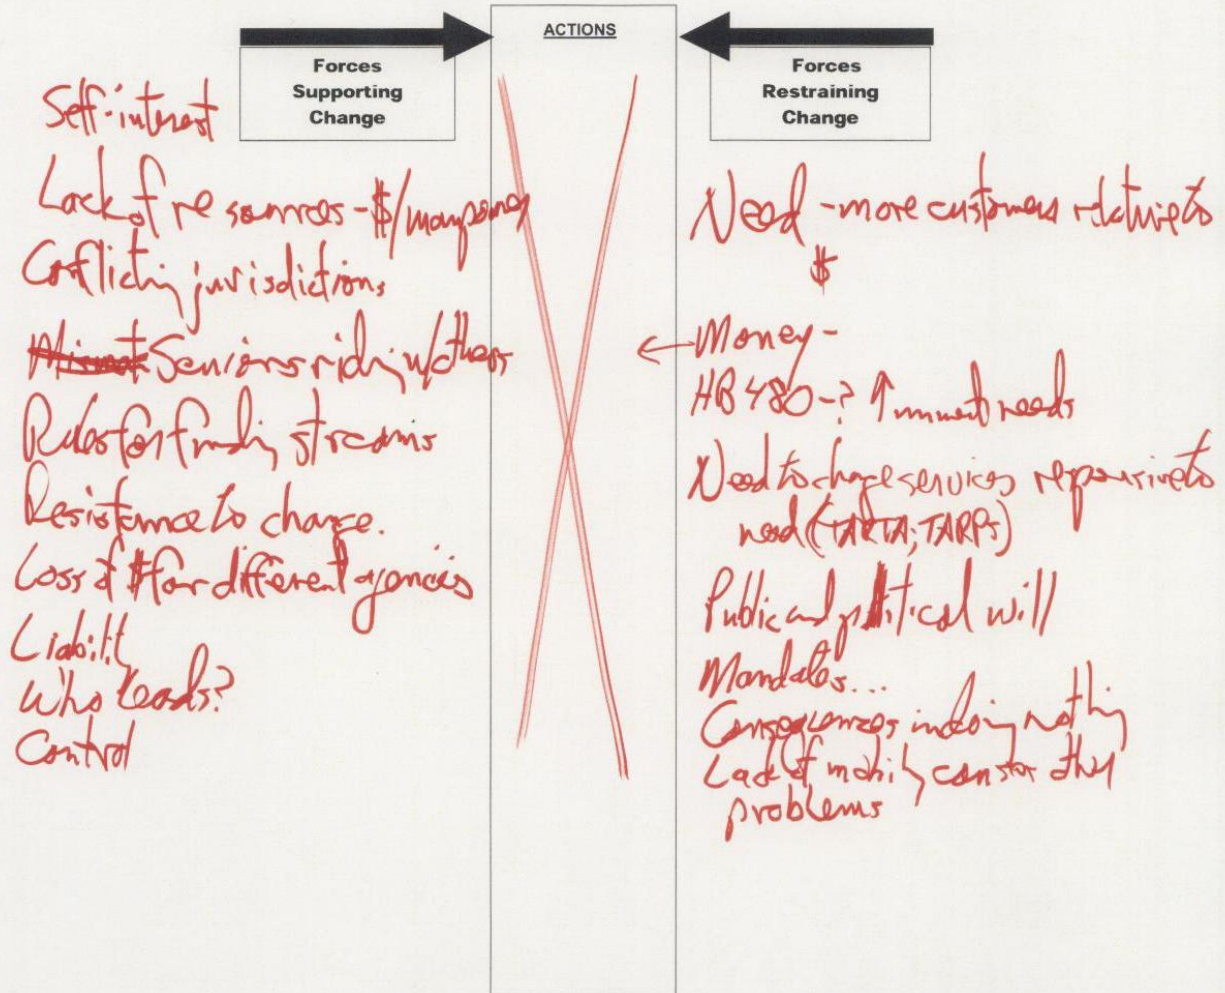 ACTIONS
Forces
Supporting
Change
Forces
Restraining
Change
Self-interest
Lack of resources - $/manpower
Conflicting jurisdictions
Seniors riding w/others
Rules for funding streams
Resistance to change.
Loss of $ for different agencies
Liability
Who leads?
Control
Need - more customers relative to
$
← Money -
HB 480 -? ↑ unmet needs
Need to change services responsive to
need (TARTA; TARPS)
Public and political will
Mandates...
Consequences in doing nothing
Lack of other
problems